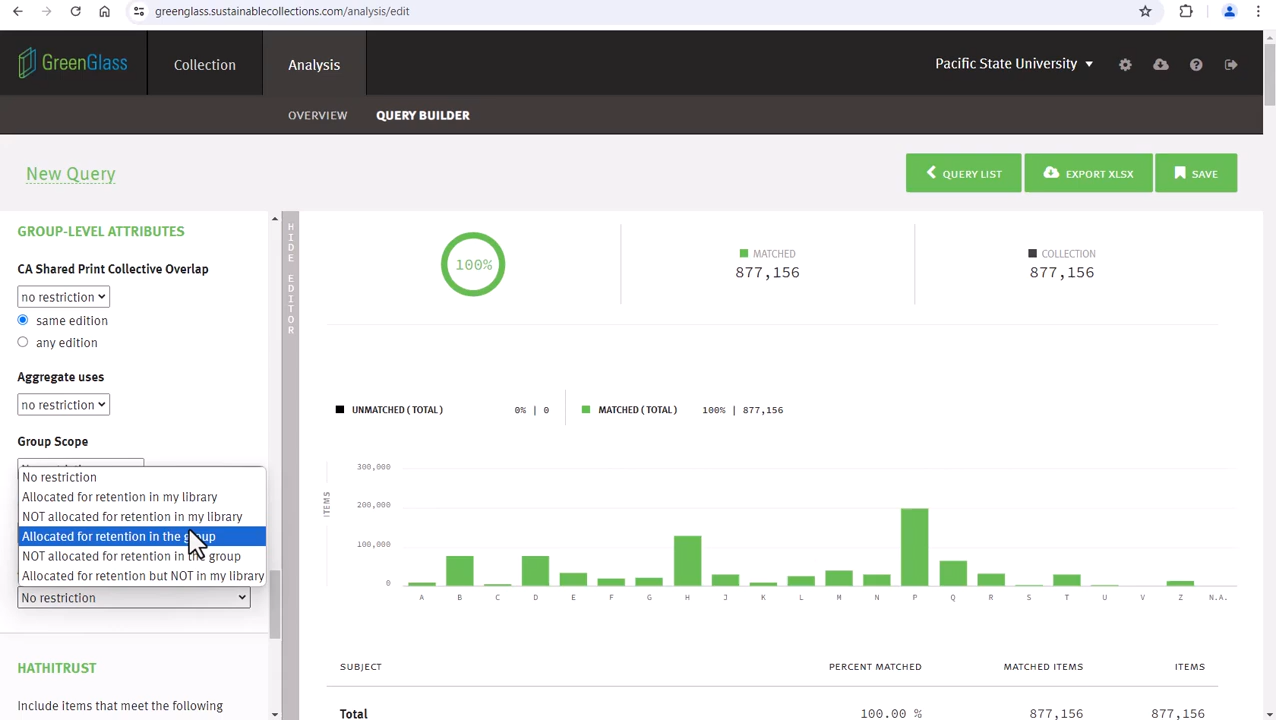 greenglass.sustainablecollections.com/analysis/edit
GreenGlass
Collection
Analysis
Pacific State University
OVERVIEW
QUERY BUILDER
New Query
QUERY LIST
EXPORT XLSX
SAVE
GROUP-LEVEL ATTRIBUTES
CA Shared Print Collective Overlap
no restriction
same edition
any edition
Aggregate uses
no restriction
Group Scope
No restriction
Allocated for retention in my library
NOT allocated for retention in my library
Allocated for retention in the group
NOT allocated for retention in the group
Allocated for retention but NOT in my library
No restriction
HATHITRUST
Include items that meet the following
HIDE EDITOR
100%
MATCHED
877,156
COLLECTION
877,156
UNMATCHED (TOTAL) 0% | 0
MATCHED (TOTAL) 100% | 877,156
ITEMS
300,000
200,000
100,000
0
A B C D E F G H J K L M N P Q R S T U V Z N.A.
SUBJECT PERCENT MATCHED MATCHED ITEMS ITEMS
Total 100.00 % 877,156 877,156